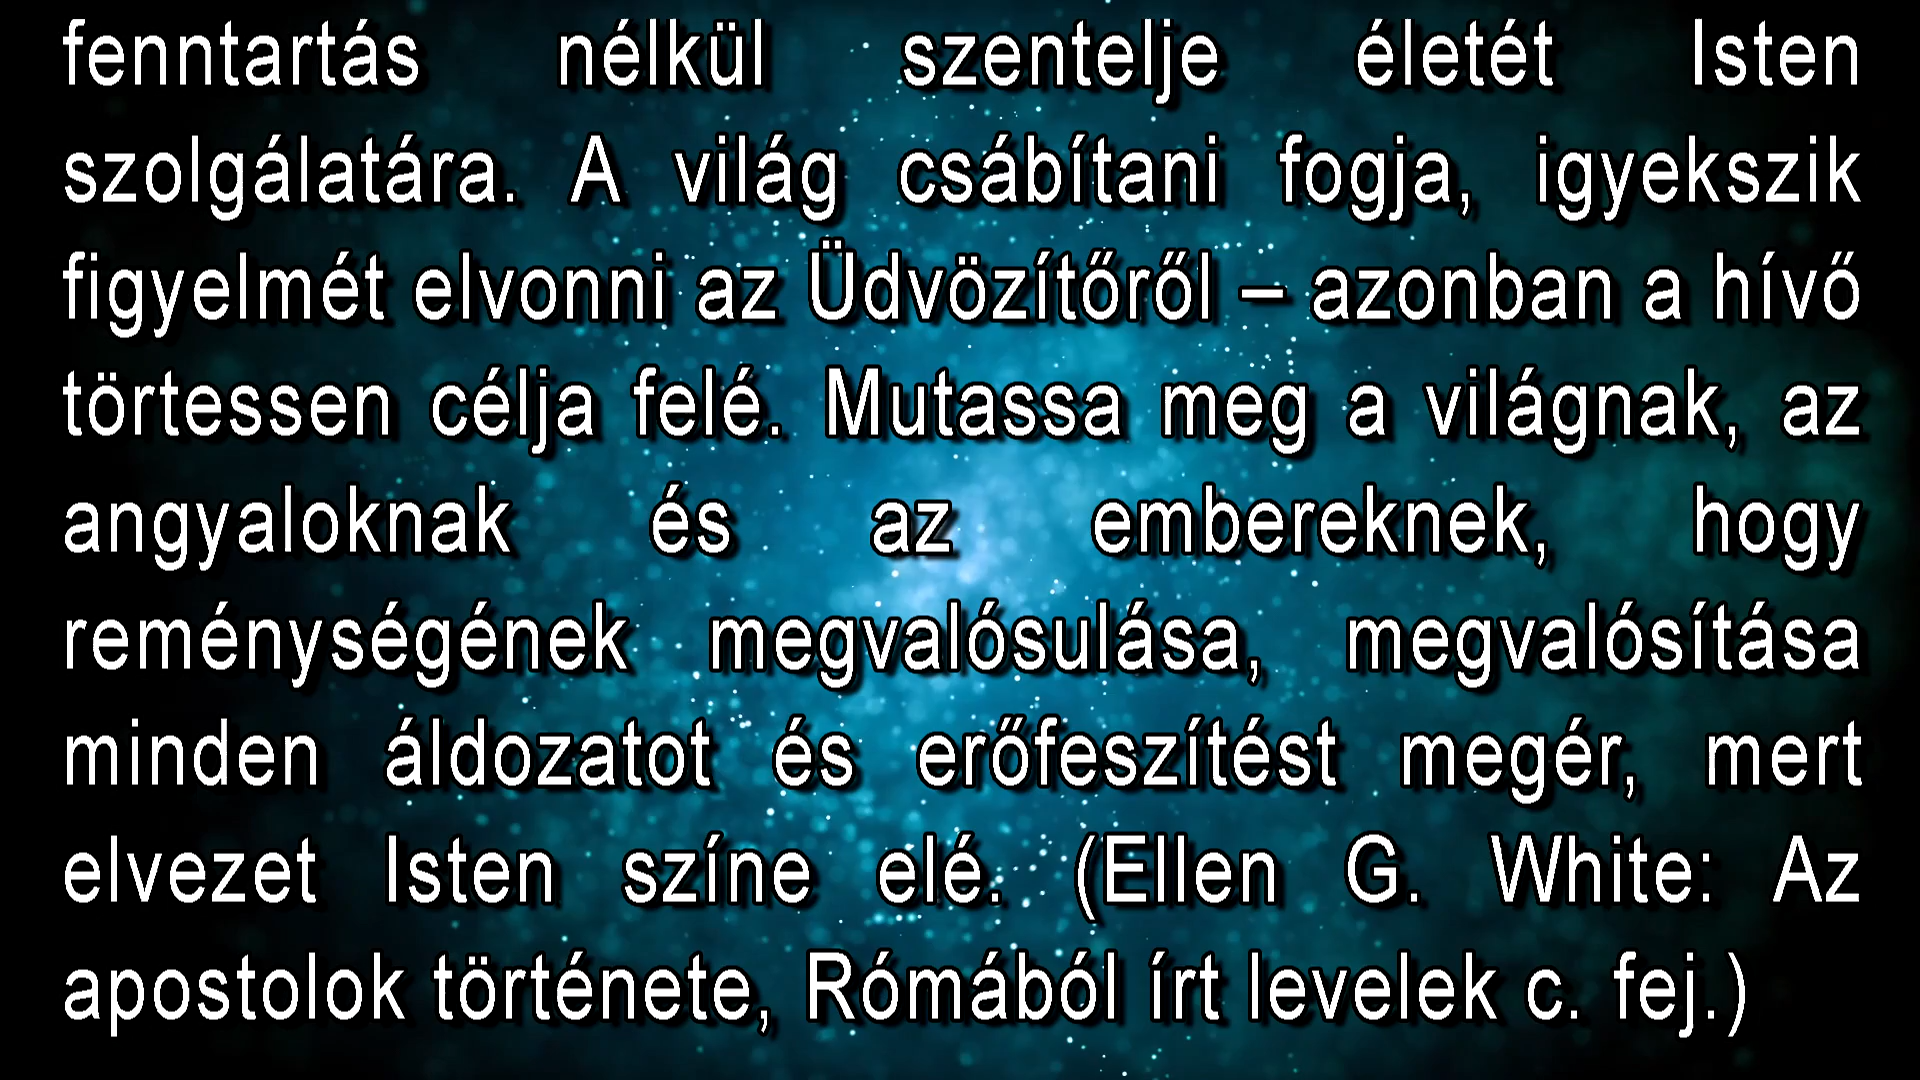 fenntartás nélkül szentelje életét Isten
szolgálatára. A világ csábítani fogja, igyekszik
figyelmét elvonni az Üdvözítőről – azonban a hívő
törtessen célja felé. Mutassa meg a világnak, az
angyaloknak és az embereknek, hogy
reménységének megvalósulása, megvalósítása
minden áldozatot és erőfeszítést megér, mert
elvezet Isten színe elé. (Ellen G. White: Az
apostolok története, Rómából írt levelek c. fej.)